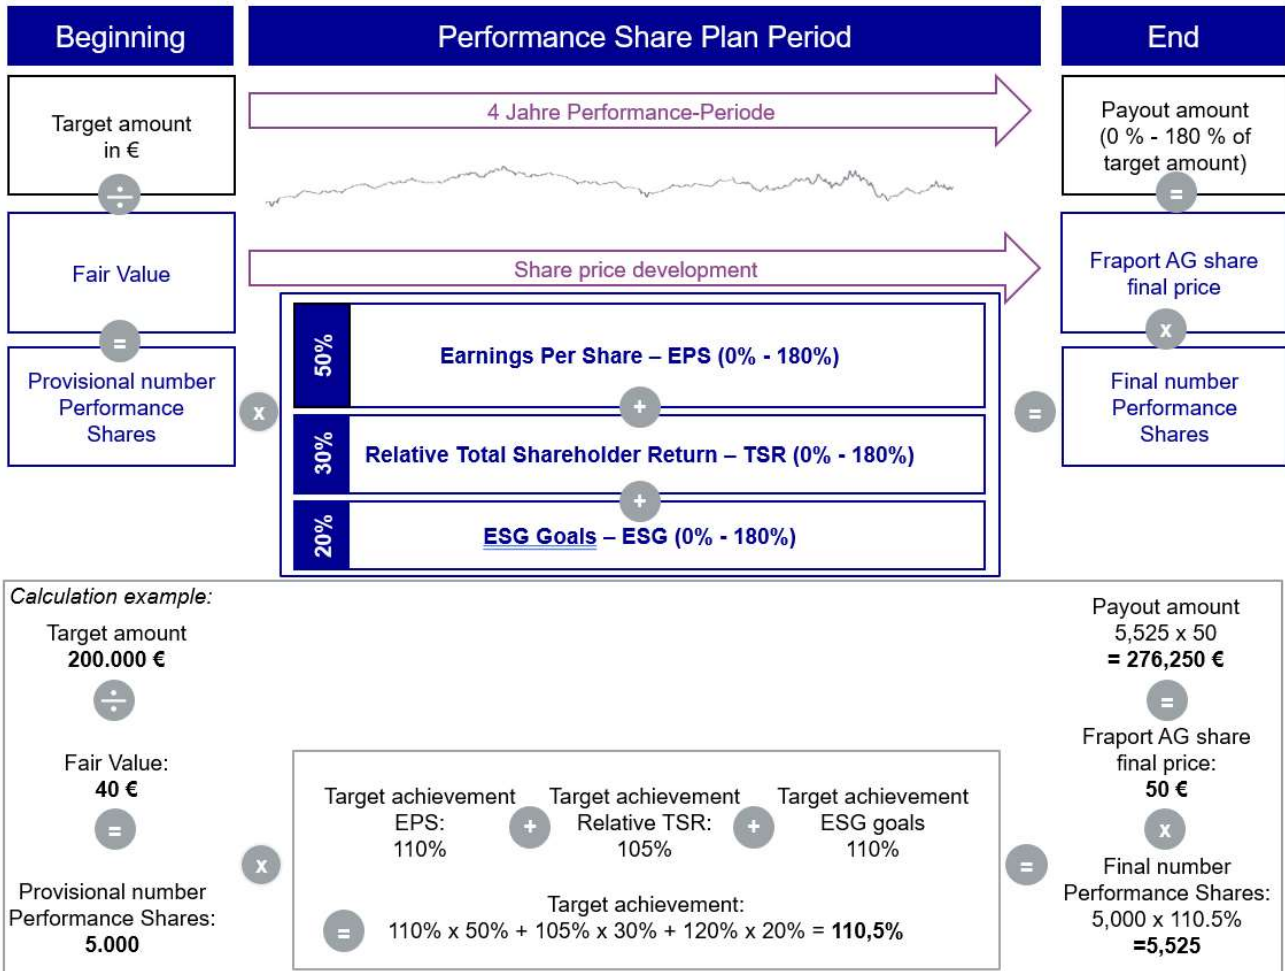 Beginning
Performance Share Plan Period
End
Target amount
in €
÷
Fair Value
=
Provisional number
Performance
Shares
x
4 Jahre Performance-Periode
Share price development
50%
Earnings Per Share – EPS (0% - 180%)
+
30%
Relative Total Shareholder Return – TSR (0% - 180%)
+
20%
ESG Goals – ESG (0% - 180%)
=
Payout amount
(0 % - 180 % of
target amount)
=
Fraport AG share
final price
x
Final number
Performance
Shares
Calculation example:
Target amount
200.000 €
÷
Fair Value:
40 €
=
Provisional number
Performance Shares:
5.000
x
Target achievement
EPS:
110%
+
Target achievement
Relative TSR:
105%
+
Target achievement
ESG goals
110%
Target achievement:
= 110% x 50% + 105% x 30% + 120% x 20% = 110,5%
=
Payout amount
5,525 x 50
= 276,250 €
=
Fraport AG share
final price:
50 €
x
Final number
Performance Shares:
5,000 x 110.5%
=5,525